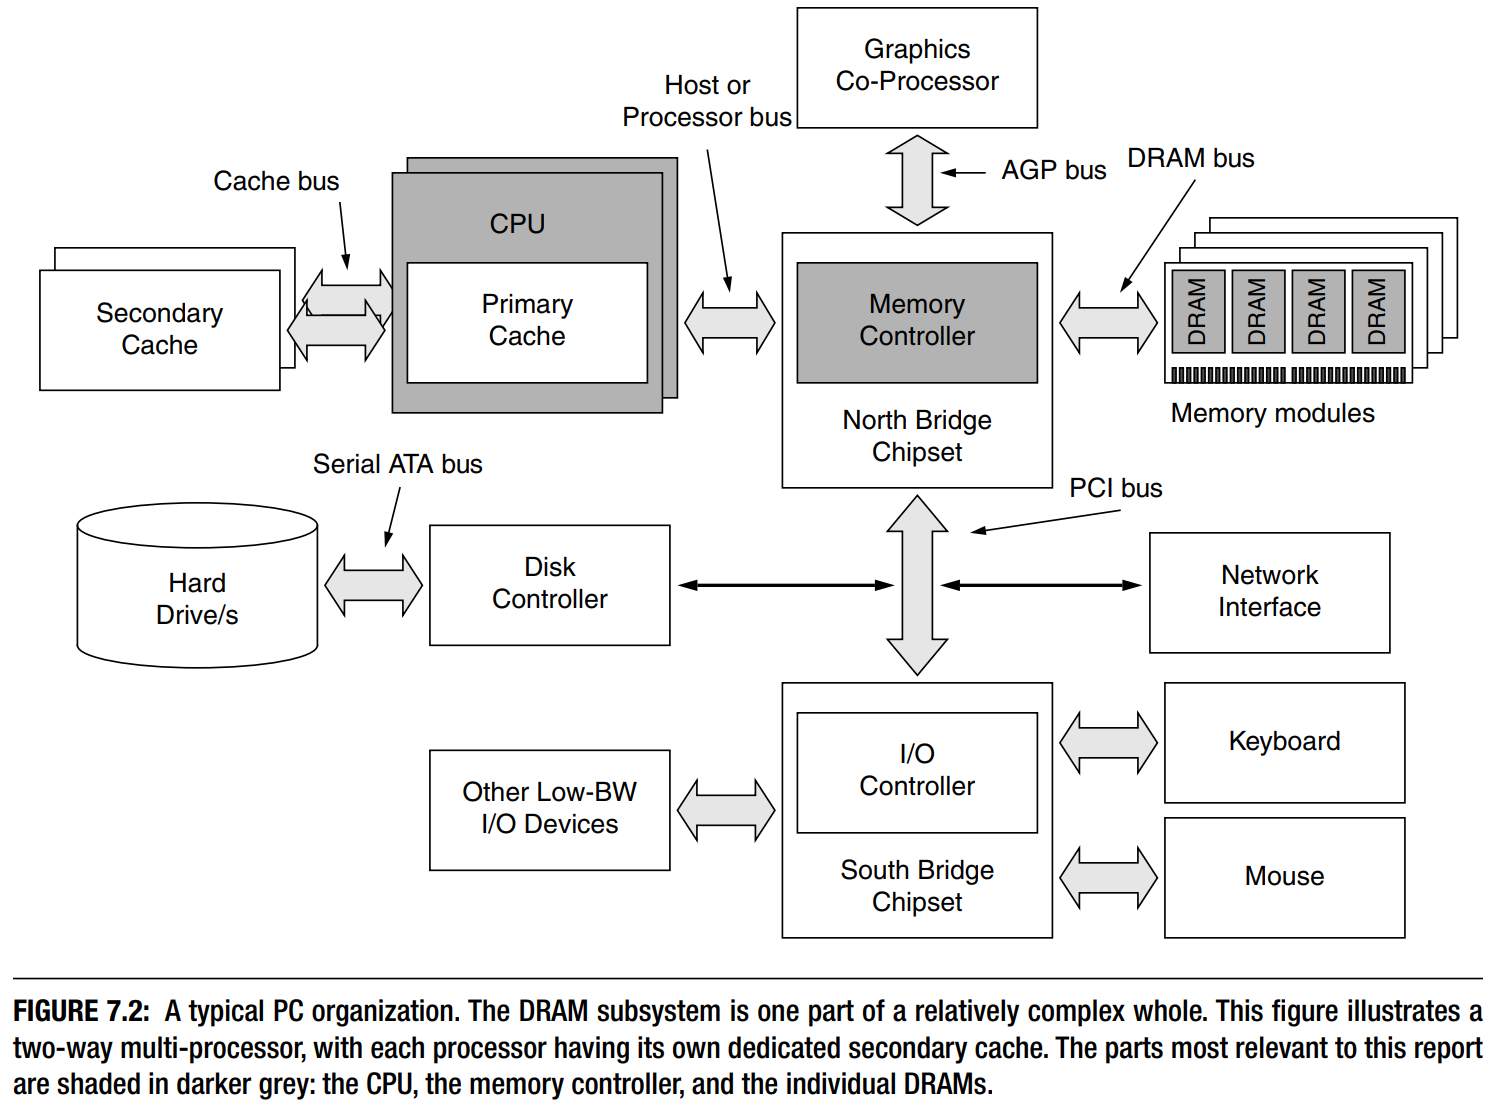 Graphics
Co-Processor
Host or
Processor bus
AGP bus
DRAM bus
Cache bus
CPU
Primary
Cache
Secondary
Cache
Memory
Controller
North Bridge
Chipset
DRAM
DRAM
DRAM
DRAM
Memory modules
Serial ATA bus
PCI bus
Hard
Drive/s
Disk
Controller
Network
Interface
I/O
Controller
South Bridge
Chipset
Keyboard
Other Low-BW
I/O Devices
Mouse
FIGURE 7.2: A typical PC organization. The DRAM subsystem is one part of a relatively complex whole. This figure illustrates a
two-way multi-processor, with each processor having its own dedicated secondary cache. The parts most relevant to this report
are shaded in darker grey: the CPU, the memory controller, and the individual DRAMs.